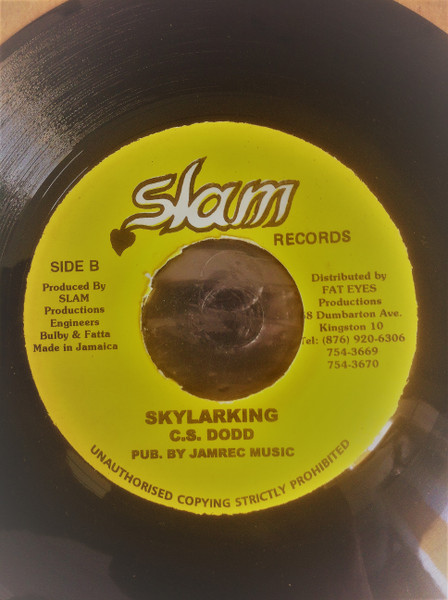 Slam
RECORDS
SIDE B
Produced By
SLAM
Productions
Engineers
Bulby & Fatta
Made in Jamaica
Distributed by
FAT EYES
Productions
8 Dumbarton Ave.
Kingston 10
Tel: (876) 920-6306
754-3669
754-3670
SKYLARKING
C.S. DODD
PUB. BY JAMREC MUSIC
UNAUTHORISED COPYING STRICTLY PROHIBITED